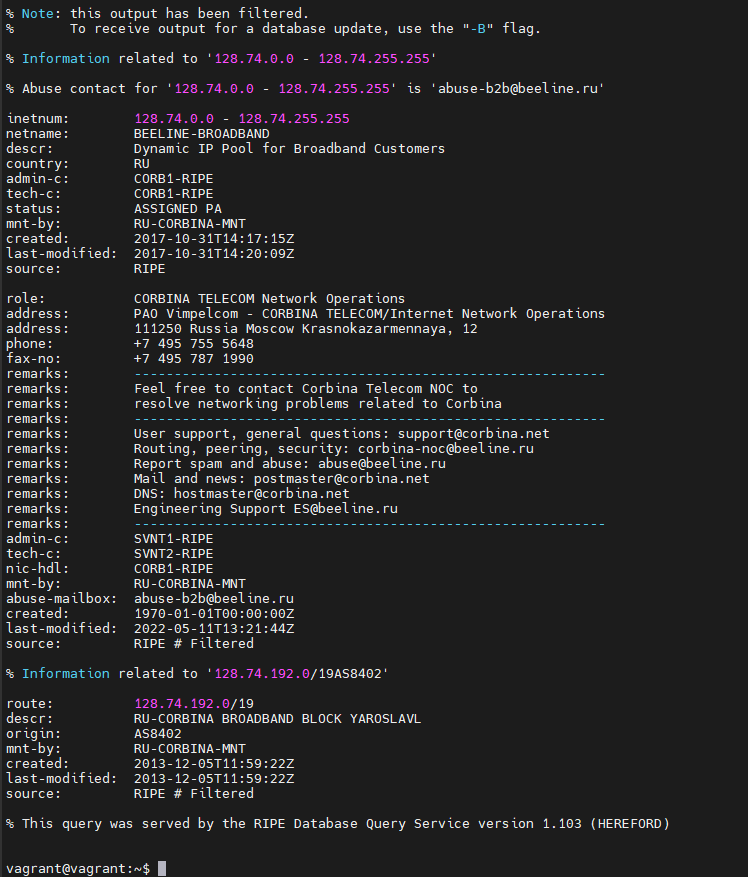 % Note: this output has been filtered.
%       To receive output for a database update, use the "-B" flag.
% Information related to '128.74.0.0 - 128.74.255.255'
% Abuse contact for '128.74.0.0 - 128.74.255.255' is 'abuse-b2b@beeline.ru'
inetnum:        128.74.0.0 - 128.74.255.255
netname:        BEELINE-BROADBAND
descr:          Dynamic IP Pool for Broadband Customers
country:        RU
admin-c:        CORB1-RIPE
tech-c:         CORB1-RIPE
status:         ASSIGNED PA
mnt-by:         RU-CORBINA-MNT
created:        2017-10-31T14:17:15Z
last-modified:  2017-10-31T14:20:09Z
source:         RIPE
role:           CORBINA TELECOM Network Operations
address:        PAO Vimpelcom - CORBINA TELECOM/Internet Network Operations
address:        111250 Russia Moscow Krasnokazarmennaya, 12
phone:          +7 495 755 5648
fax-no:         +7 495 787 1990
remarks:        -----------------------------------------------------------
remarks:        Feel free to contact Corbina Telecom NOC to
remarks:        resolve networking problems related to Corbina
remarks:        -----------------------------------------------------------
remarks:        User support, general questions: support@corbina.net
remarks:        Routing, peering, security: corbina-noc@beeline.ru
remarks:        Report spam and abuse: abuse@beeline.ru
remarks:        Mail and news: postmaster@corbina.net
remarks:        DNS: hostmaster@corbina.net
remarks:        Engineering Support ES@beeline.ru
remarks:        -----------------------------------------------------------
admin-c:        SVNT1-RIPE
tech-c:         SVNT2-RIPE
nic-hdl:        CORB1-RIPE
mnt-by:         RU-CORBINA-MNT
abuse-mailbox:  abuse-b2b@beeline.ru
created:        1970-01-01T00:00:00Z
last-modified:  2022-05-11T13:21:44Z
source:         RIPE # Filtered
% Information related to '128.74.192.0/19AS8402'
route:          128.74.192.0/19
descr:          RU-CORBINA BROADBAND BLOCK YAROSLAVL
origin:         AS8402
mnt-by:         RU-CORBINA-MNT
created:        2013-12-05T11:59:22Z
last-modified:  2013-12-05T11:59:22Z
source:         RIPE # Filtered
% This query was served by the RIPE Database Query Service version 1.103 (HEREFORD)
vagrant@vagrant:~$